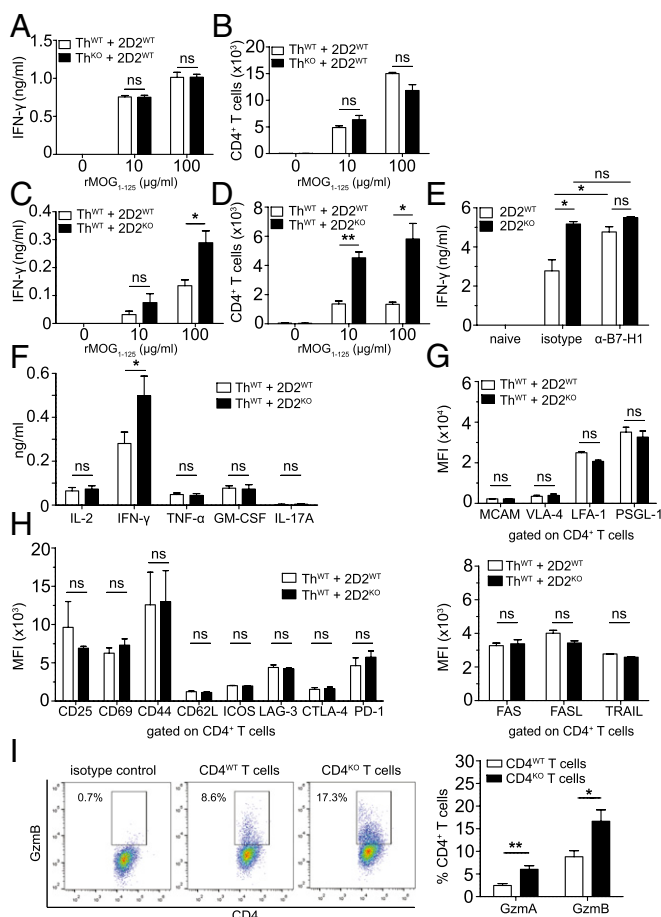 A
Th^WT + 2D2^WT
Th^KO + 2D2^WT
IFN-γ (ng/ml)
1.5
1.0
0.5
0
ns
ns
0
10
100
rMOG1-125 (μg/ml)
B
Th^WT + 2D2^WT
Th^KO + 2D2^WT
CD4+ T cells (x10³)
20
15
10
5
0
ns
ns
0
10
100
rMOG1-125 (μg/ml)
C
Th^WT + 2D2^WT
Th^WT + 2D2^KO
IFN-γ (ng/ml)
0.4
0.3
0.2
0.1
0
ns
*
0
10
100
rMOG1-125 (μg/ml)
D
Th^WT + 2D2^WT
Th^WT + 2D2^KO
CD4+ T cells (x10³)
8
6
4
2
0
**
*
0
10
100
rMOG1-125 (μg/ml)
E
2D2^WT
2D2^KO
IFN-γ (ng/ml)
6
4
2
0
ns
*
*
ns
naive
isotype
α-B7-H1
F
Th^WT + 2D2^WT
Th^WT + 2D2^KO
ng/ml
0.6
0.4
0.2
0
ns
*
ns
ns
ns
IL-2
IFN-γ
TNF-α
GM-CSF
IL-17A
G
Th^WT + 2D2^WT
Th^WT + 2D2^KO
MFI (x10⁴)
6
4
2
0
ns
ns
ns
ns
MCAM
VLA-4
LFA-1
PSGL-1
gated on CD4+ T cells
H
Th^WT + 2D2^WT
Th^WT + 2D2^KO
MFI (x10³)
20
15
10
5
0
ns
ns
ns
ns
ns
ns
ns
ns
CD25
CD69
CD44
CD62L
ICOS
LAG-3
CTLA-4
PD-1
gated on CD4+ T cells
Th^WT + 2D2^WT
Th^WT + 2D2^KO
MFI (x10³)
8
6
4
2
0
ns
ns
ns
FAS
FASL
TRAIL
gated on CD4+ T cells
I
isotype control
CD4^WT T cells
CD4^KO T cells
0.7%
8.6%
17.3%
GzmB
CD4
CD4^WT T cells
CD4^KO T cells
% CD4+ T cells
30
25
20
15
10
5
0
**
*
GzmA
GzmB